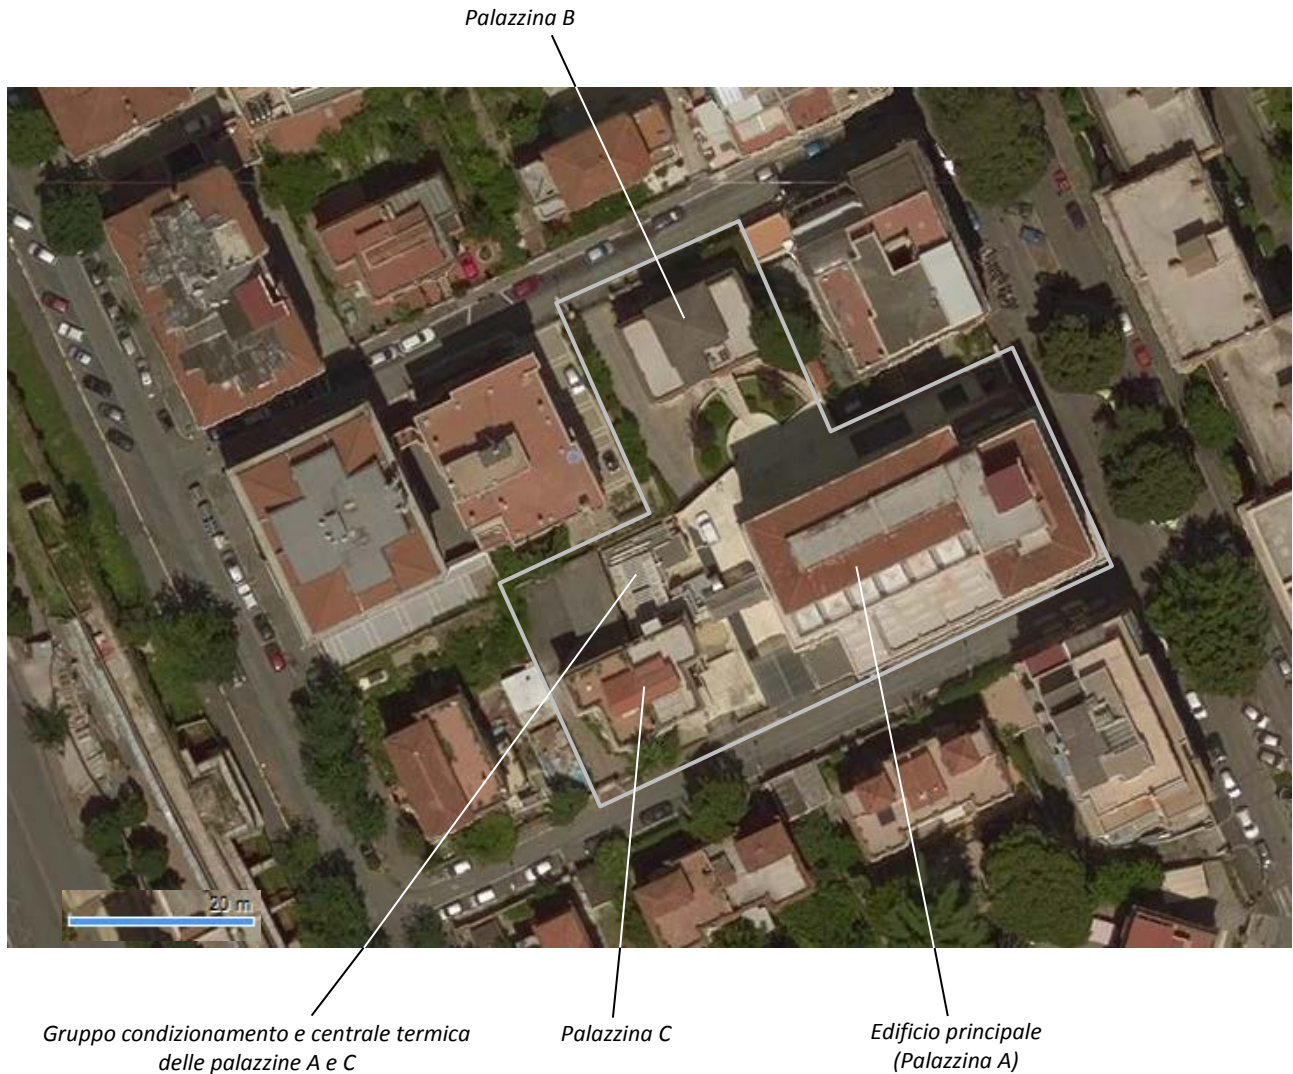 Palazzina B
20 m
Gruppo condizionamento e centrale termica
delle palazzine A e C
Palazzina C
Edificio principale
(Palazzina A)